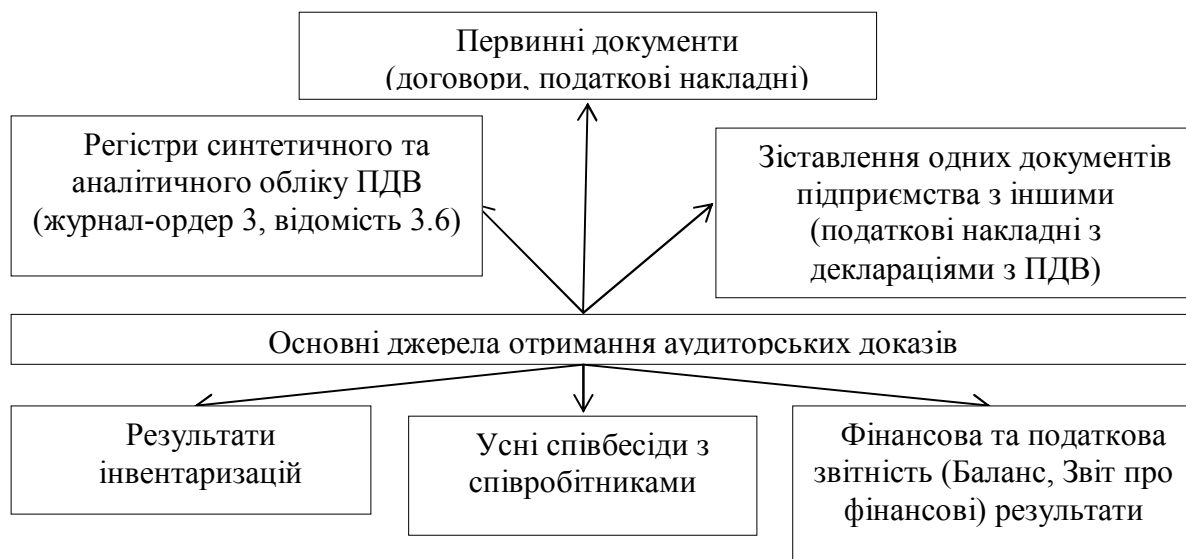 Первинні документи
(договори, податкові накладні)
Регістри синтетичного та
аналітичного обліку ПДВ
(журнал-ордер 3, відомість 3.6)
Зіставлення одних документів
підприємства з іншими
(податкові накладні з
деклараціями з ПДВ)
Основні джерела отримання аудиторських доказів
Результати
інвентаризацій
Усні співбесіди з
співробітниками
Фінансова та податкова
звітність (Баланс, Звіт про
фінансові) результати